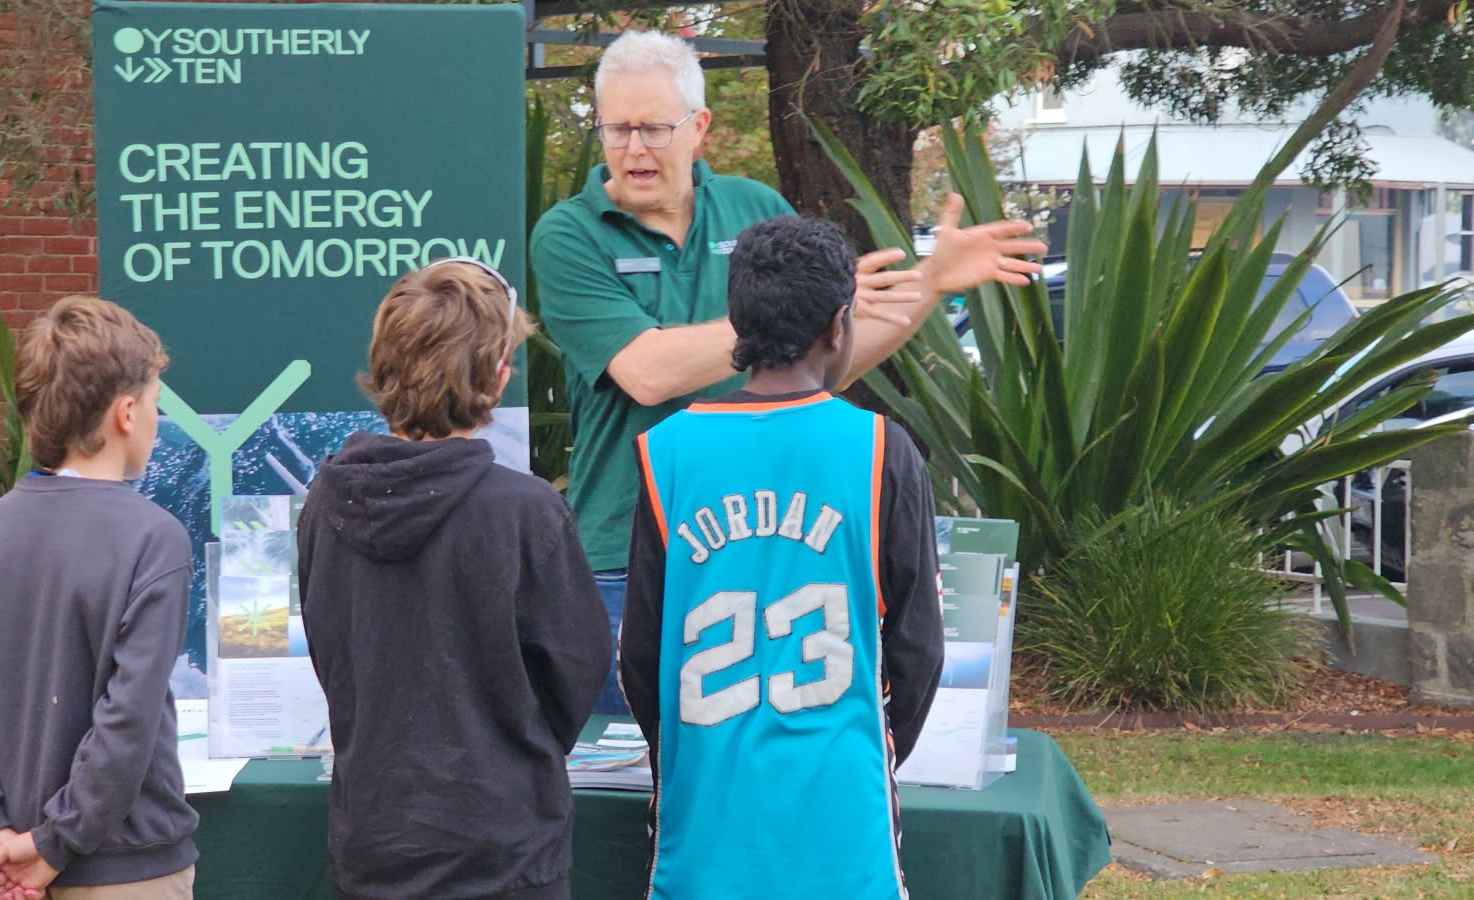 SOUTHERLY
TEN
CREATING
THE ENERGY
OF TOMORROW
JORDAN
23